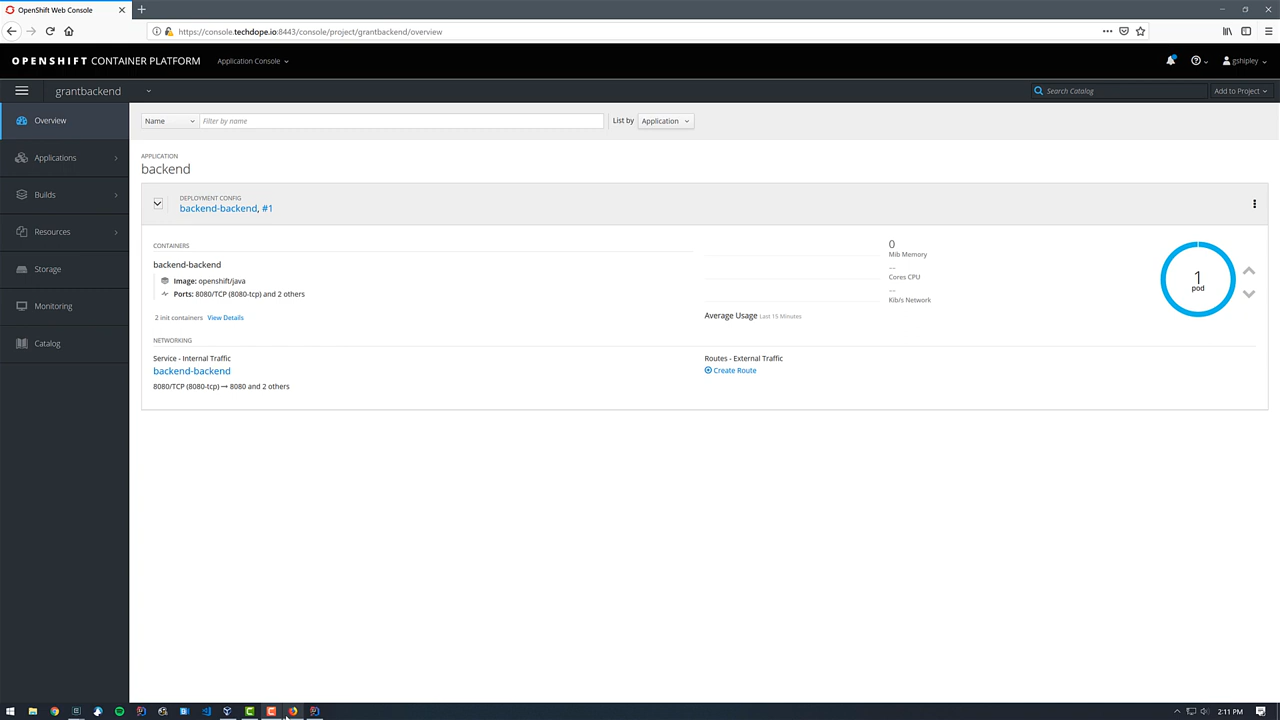 OpenShift Web Console
https://console.techdope.io:8443/console/project/grantbackend/overview
OPENSHIFT CONTAINER PLATFORM
Application Console
gshipley
grantbackend
Search Catalog
Add to Project
Overview
Applications
Builds
Resources
Storage
Monitoring
Catalog
Name
Filter by name
List by
Application
APPLICATION
backend
DEPLOYMENT CONFIG
backend-backend, #1
CONTAINERS
backend-backend
Image: openshift/java
Ports: 8080/TCP (8080-tcp) and 2 others
2 init containers View Details
0
Mib Memory
--
Cores CPU
--
Kib/s Network
Average Usage Last 15 Minutes
1
pod
NETWORKING
Service - Internal Traffic
backend-backend
8080/TCP (8080-tcp) → 8080 and 2 others
Routes - External Traffic
Create Route
2:11 PM